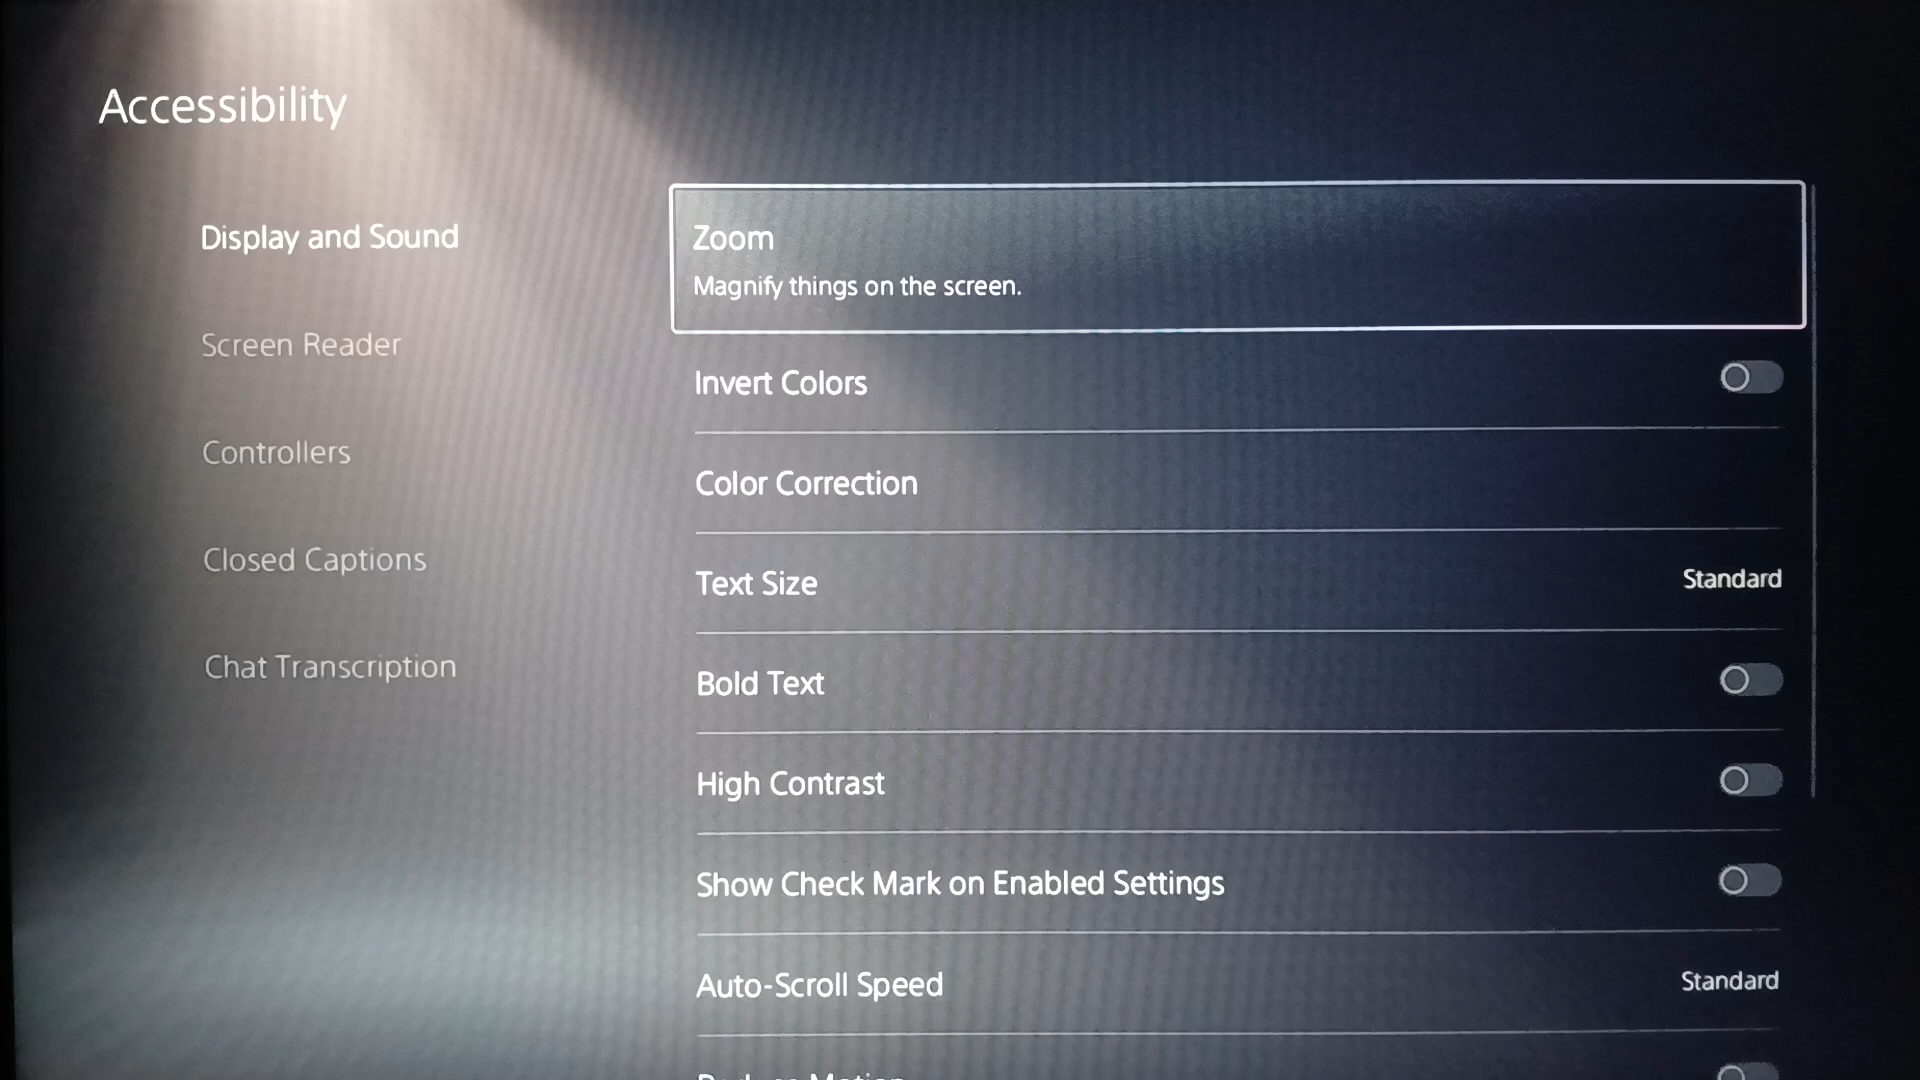 Accessibility
Display and Sound
Screen Reader
Controllers
Closed Captions
Chat Transcription
Zoom
Magnify things on the screen.
Invert Colors
Color Correction
Text Size
Standard
Bold Text
High Contrast
Show Check Mark on Enabled Settings
Auto-Scroll Speed
Standard